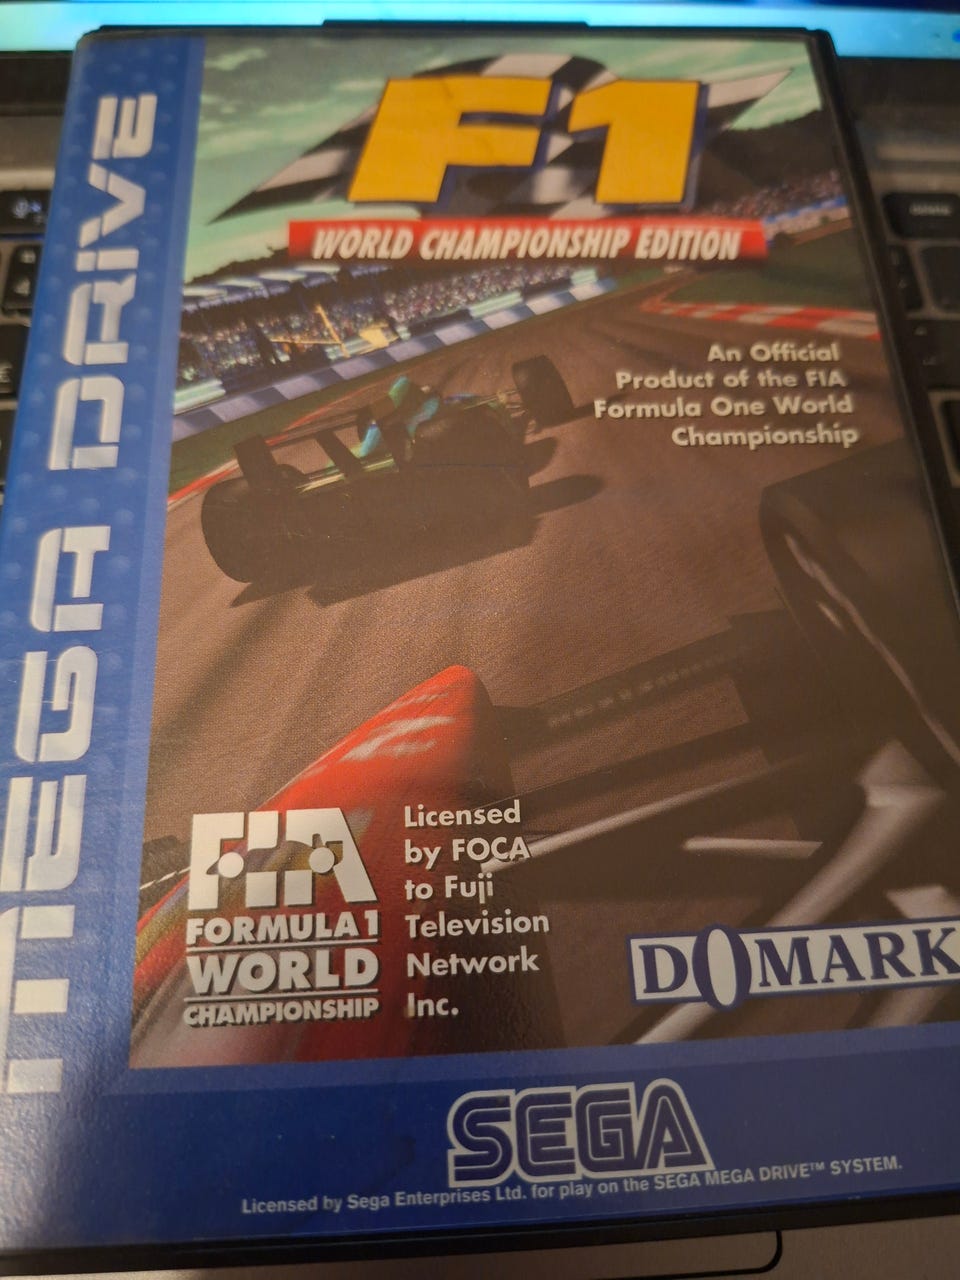 MEGA DRIVE
F1
WORLD CHAMPIONSHIP EDITION
An Official
Product of the FIA
Formula One World
Championship
FIA
FORMULA 1
WORLD
CHAMPIONSHIP
Licensed
by FOCA
to Fuji
Television
Network
Inc.
DOMARK
SEGA
Licensed by Sega Enterprises Ltd. for play on the SEGA MEGA DRIVE™ SYSTEM.